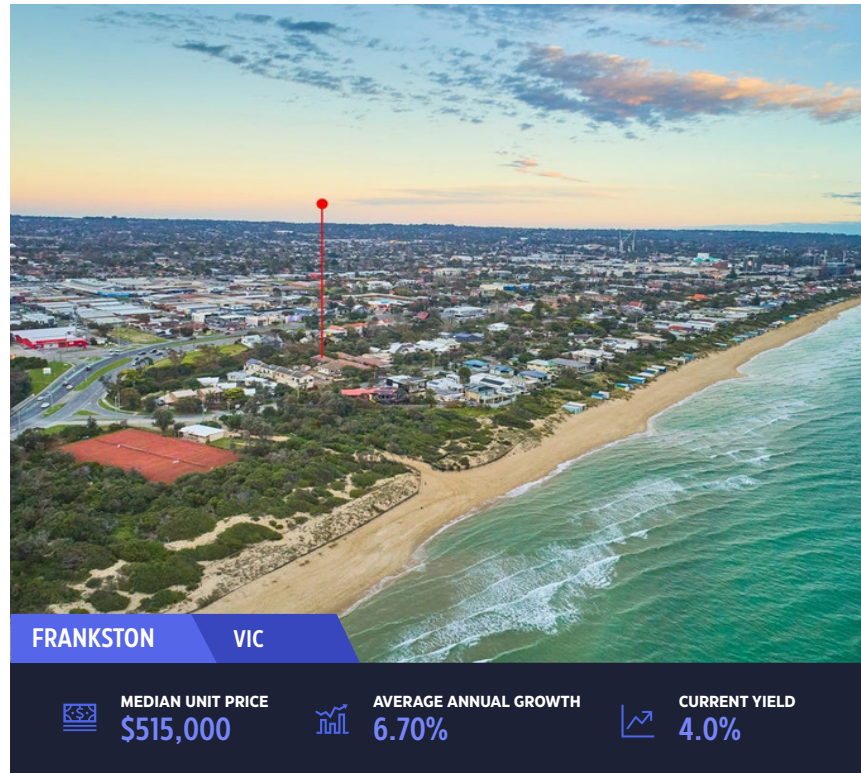 FRANKSTON VIC
MEDIAN UNIT PRICE
$515,000
AVERAGE ANNUAL GROWTH
6.70%
CURRENT YIELD
4.0%